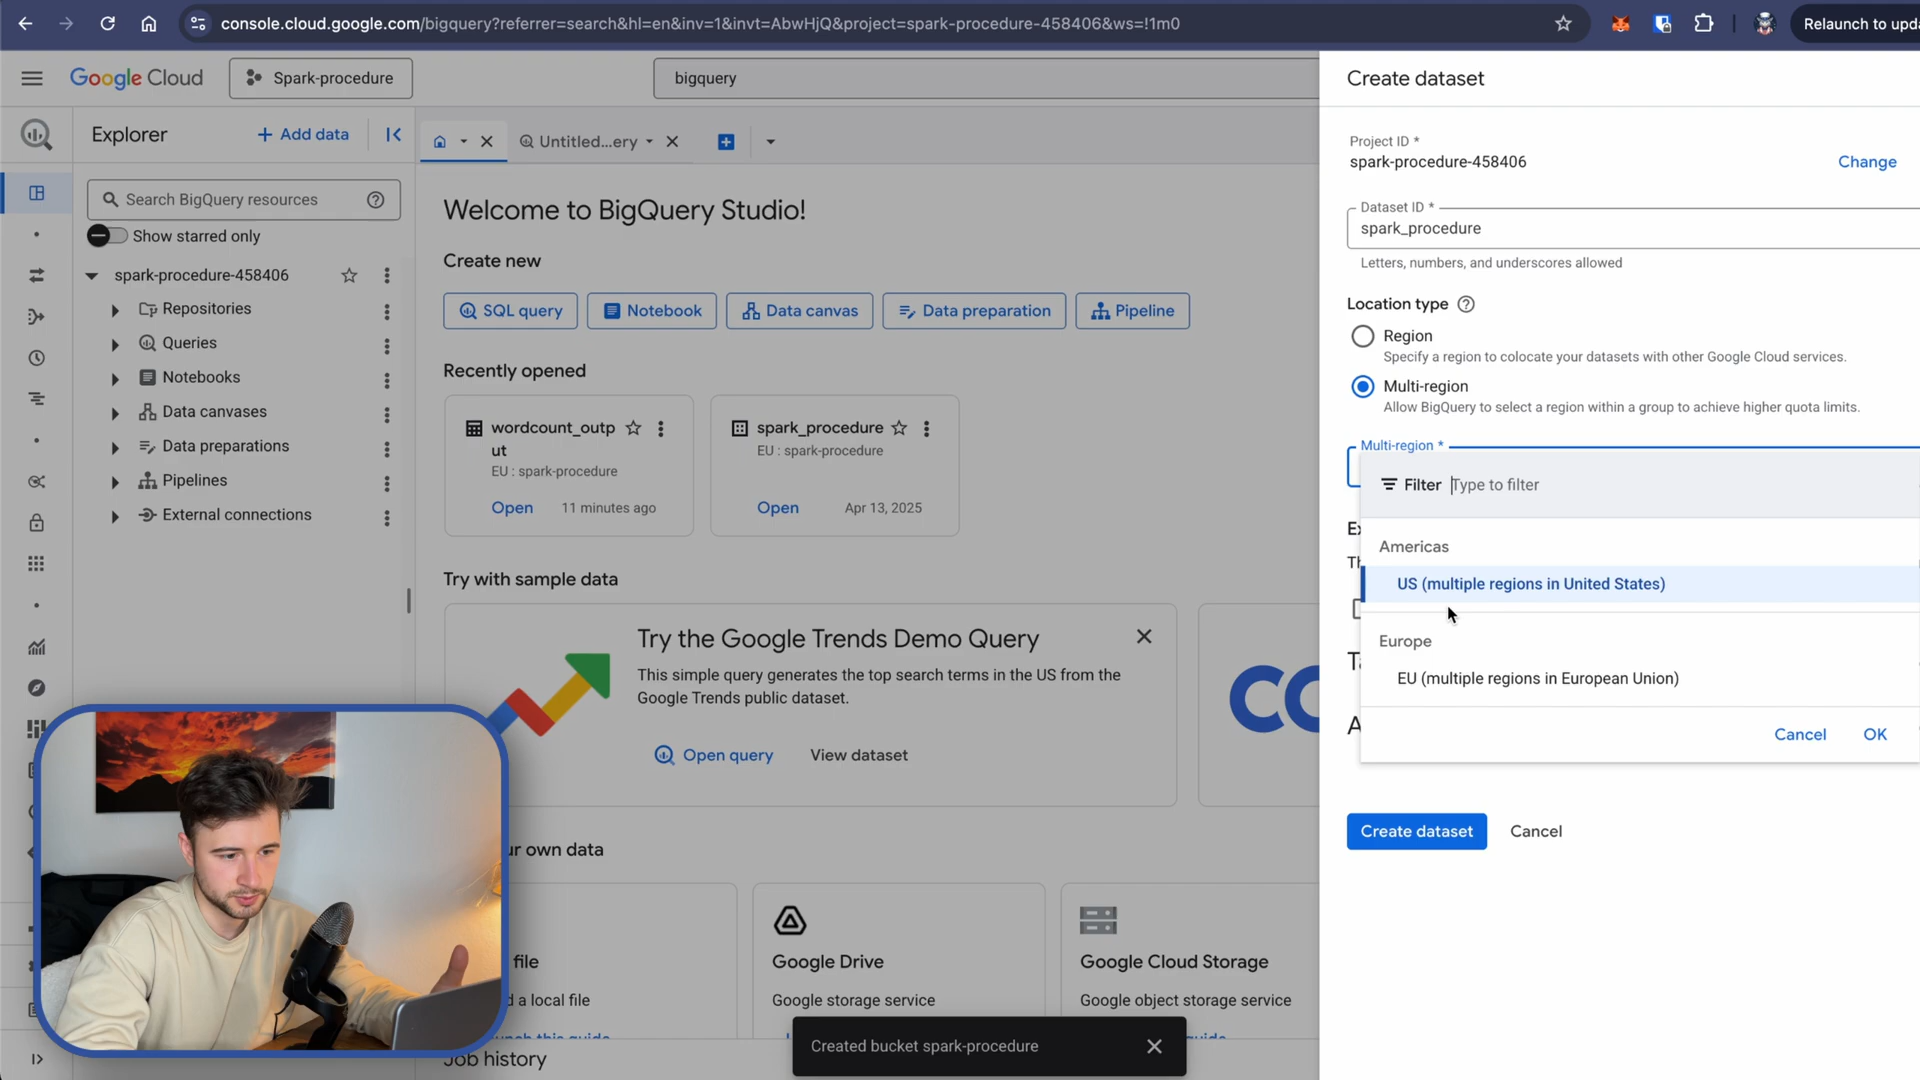 console.cloud.google.com/bigquery?referrer=search&hl=en&inv=1&invt=AbwHjQ&project=spark-procedure-458406&ws=!1m0
Relaunch to upda
Google Cloud
Spark-procedure
bigquery
Explorer
+ Add data
Untitled...ery
Search BigQuery resources
Show starred only
spark-procedure-458406
Repositories
Queries
Notebooks
Data canvases
Data preparations
Pipelines
External connections
Welcome to BigQuery Studio!
Create new
SQL query
Notebook
Data canvas
Data preparation
Pipeline
Recently opened
wordcount_outp
ut
EU : spark-procedure
Open
11 minutes ago
spark_procedure
EU : spark-procedure
Open
Apr 13, 2025
Try with sample data
Try the Google Trends Demo Query
This simple query generates the top search terms in the US from the
Google Trends public dataset.
Open query
View dataset
ur own data
file
d a local file
Google Drive
Google storage service
Google Cloud Storage
Google object storage service
Job history
Created bucket spark-procedure
Create dataset
Project ID *
spark-procedure-458406
Change
Dataset ID *
spark_procedure
Letters, numbers, and underscores allowed
Location type
Region
Specify a region to colocate your datasets with other Google Cloud services.
Multi-region
Allow BigQuery to select a region within a group to achieve higher quota limits.
Multi-region *
Filter Type to filter
Americas
US (multiple regions in United States)
Europe
EU (multiple regions in European Union)
Cancel
OK
Create dataset
Cancel